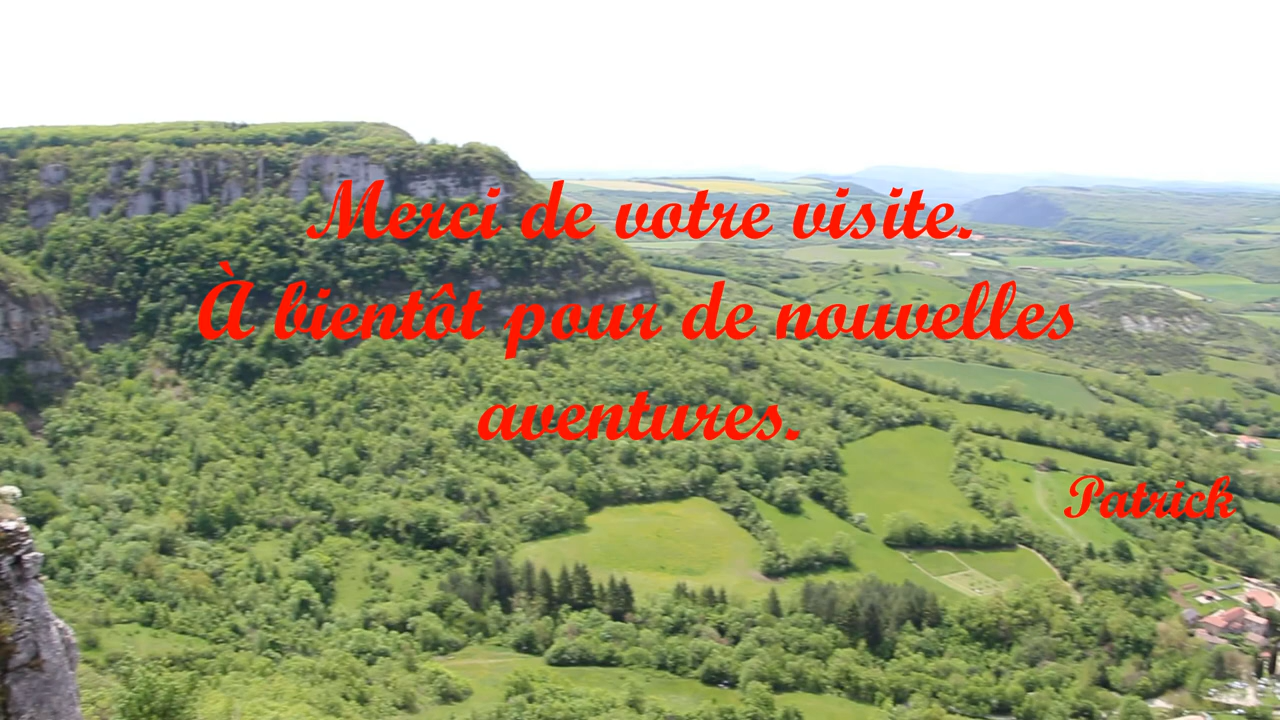 Merci de votre visite.
À bientôt pour de nouvelles
aventures.
Patrick